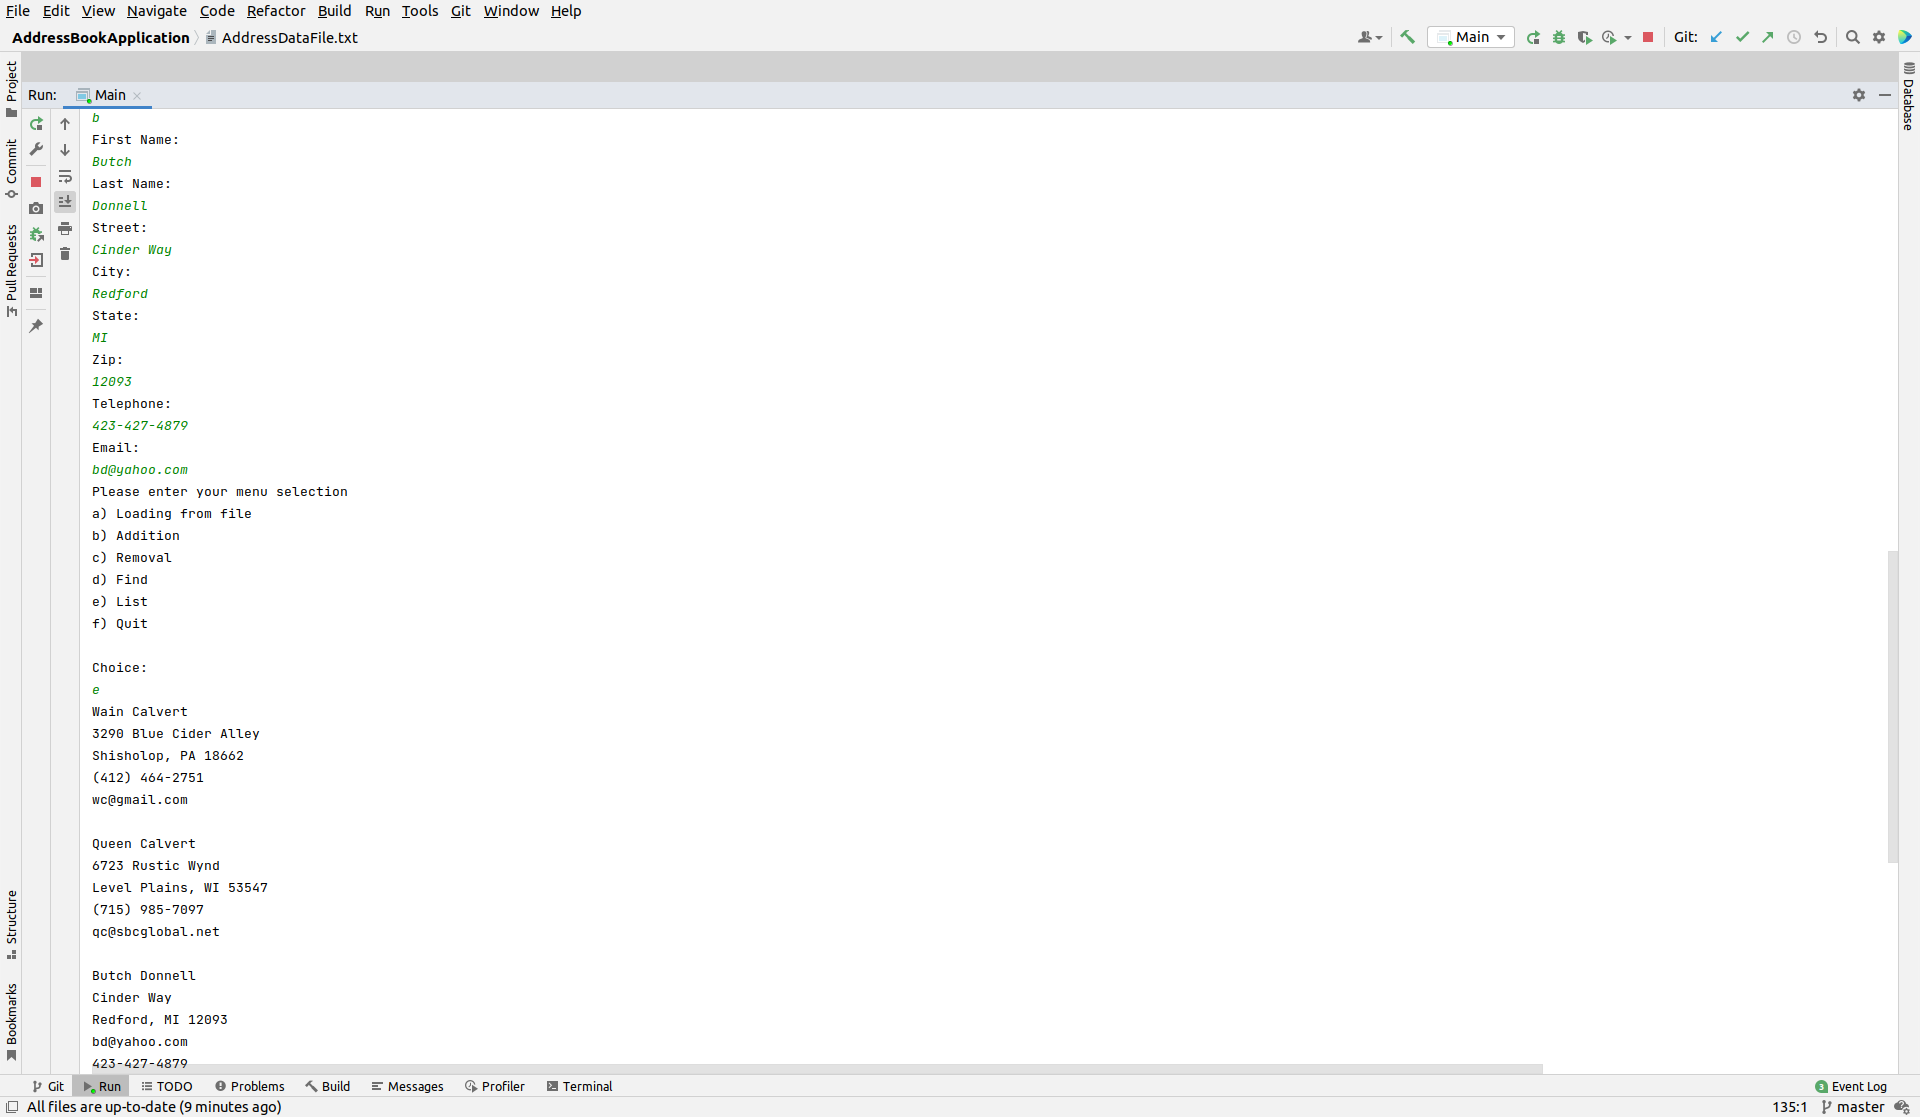 File Edit View Navigate Code Refactor Build Run Tools Git Window Help
AddressBookApplication AddressDataFile.txt Main Git:
Run: Main
Project
Commit
Pull Requests
Structure
Bookmarks
Database
b
First Name:
Butch
Last Name:
Donnell
Street:
Cinder Way
City:
Redford
State:
MI
Zip:
12093
Telephone:
423-427-4879
Email:
bd@yahoo.com
Please enter your menu selection
a) Loading from file
b) Addition
c) Removal
d) Find
e) List
f) Quit
Choice:
e
Wain Calvert
3290 Blue Cider Alley
Shisholop, PA 18662
(412) 464-2751
wc@gmail.com
Queen Calvert
6723 Rustic Wynd
Level Plains, WI 53547
(715) 985-7097
qc@sbcglobal.net
Butch Donnell
Cinder Way
Redford, MI 12093
bd@yahoo.com
423-427-4879
Git Run TODO Problems Build Messages Profiler Terminal 3 Event Log
All files are up-to-date (9 minutes ago) 135:1 master